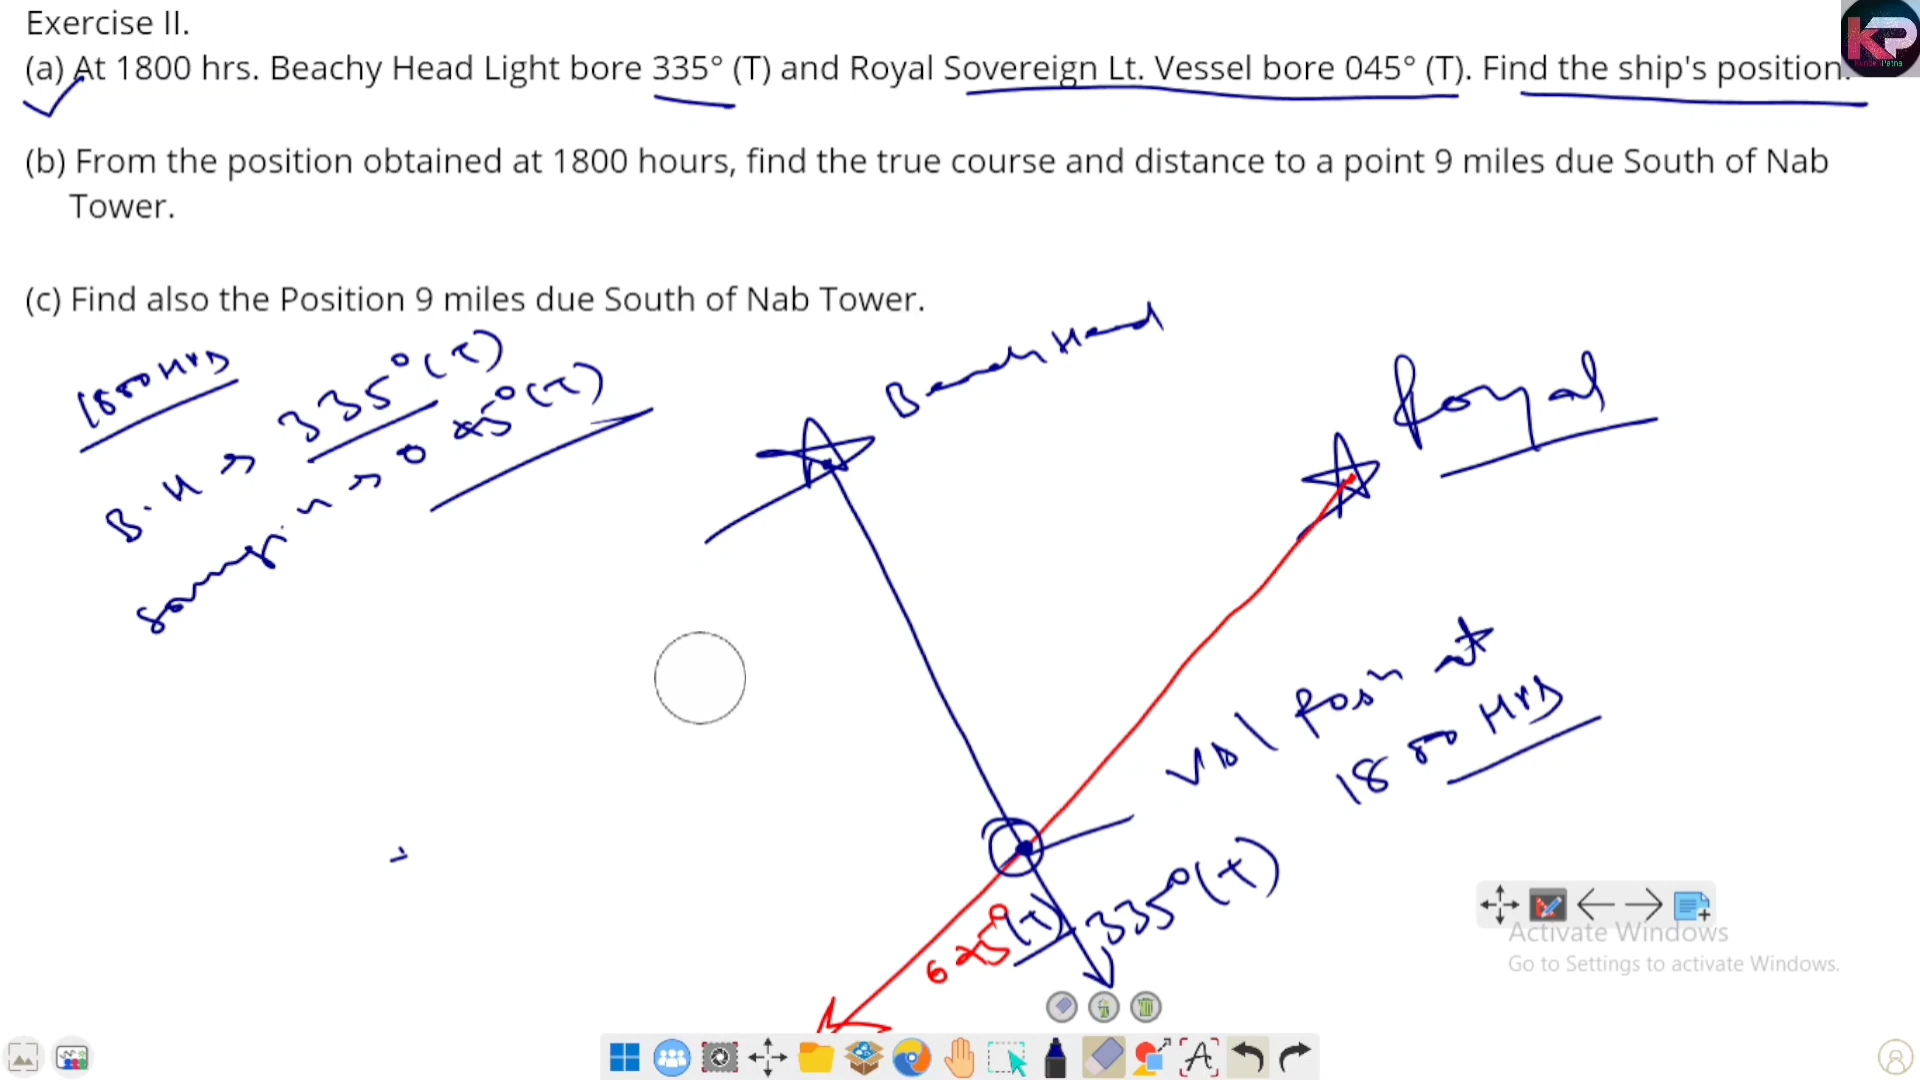 Exercise II.
(a) At 1800 hrs. Beachy Head Light bore 335° (T) and Royal Sovereign Lt. Vessel bore 045° (T). Find the ship's position.
(b) From the position obtained at 1800 hours, find the true course and distance to a point 9 miles due South of Nab
Tower.
(c) Find also the Position 9 miles due South of Nab Tower.
1800 Hrs
B.H → 335°(T)
045°(T)
Beach Head
Royal
Vsl Posn at
1800 Hrs
335°(T)
045°(T)
KP
Activate Windows
Go to Settings to activate Windows.